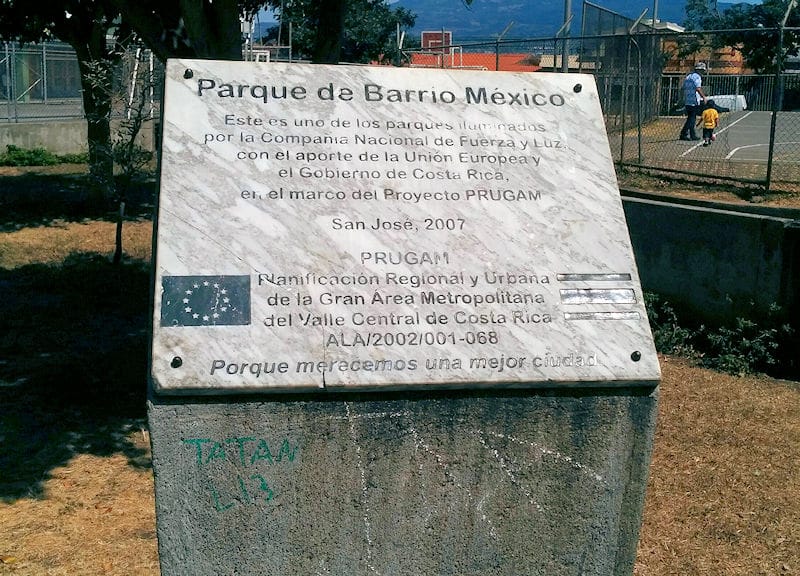 Parque de Barrio México
Este es uno de los parques iluminados
por la Compañía Nacional de Fuerza y Luz,
con el aporte de la Unión Europea y
el Gobierno de Costa Rica,
en el marco del Proyecto PRUGAM
San José, 2007
PRUGAM
Planificación Regional y Urbana
de la Gran Area Metropolitana
del Valle Central de Costa Rica
ALA/2002/001-068
Porque merecemos una mejor ciudad
TATAN
L13